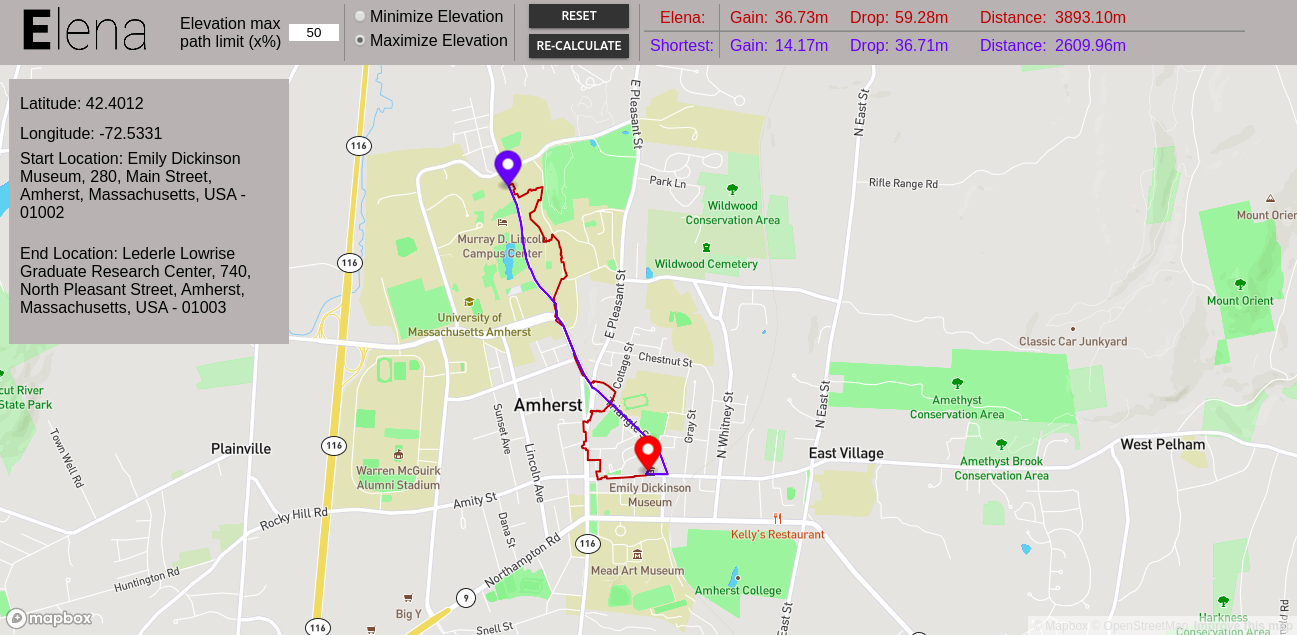 Elena
Elevation max
path limit (x%)
50
Minimize Elevation
Maximize Elevation
RESET
RE-CALCULATE
Elena: Gain: 36.73m Drop: 59.28m Distance: 3893.10m
Shortest: Gain: 14.17m Drop: 36.71m Distance: 2609.96m
Latitude: 42.4012
Longitude: -72.5331
Start Location: Emily Dickinson
Museum, 280, Main Street,
Amherst, Massachusetts, USA -
01002
End Location: Lederle Lowrise
Graduate Research Center, 740,
North Pleasant Street, Amherst,
Massachusetts, USA - 01003
E Pleasant St
N East St
116
Park Ln
Rifle Range Rd
Wildwood
Conservation Area
Mount Orien
Murray D. Lincoln
Campus Center
Wildwood Cemetery
116
E Pleasant St
Mount Orient
University of
Massachusetts Amherst
Classic Car Junkyard
Cottage St
Chestnut St
cut River
State Park
Amherst
Triangle S
Gray St
N Whitney St
N East St
Amethyst
Conservation Area
Sunset Ave
Town Well Rd
Plainville
116
Lincoln Ave
East Village
West Pelham
Warren McGuirk
Alumni Stadium
Amethyst Brook
Conservation Area
Emily Dickinson
Museum
Amity St
Rocky Hill Rd
Dana St
Kelly's Restaurant
116
Northampton Rd
Mead Art Museum
Huntington Rd
Amherst College
9
Big Y
East St
Harkness
Conservation Area
mapbox
116
Snell St
© Mapbox © OpenStreetMap Improve this map